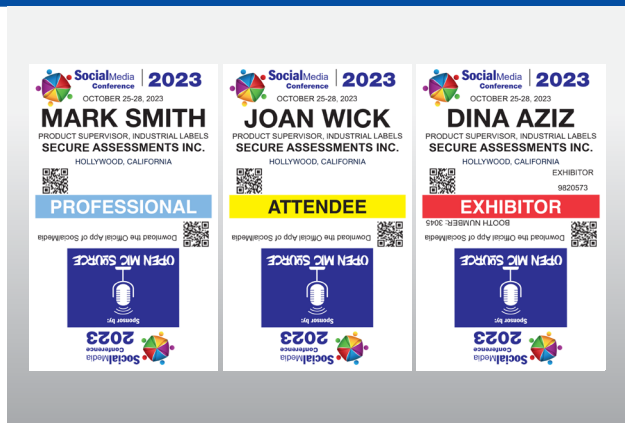 SocialMedia
Conference
2023
OCTOBER 25-28, 2023
MARK SMITH
PRODUCT SUPERVISOR, INDUSTRIAL LABELS
SECURE ASSESSMENTS INC.
HOLLYWOOD, CALIFORNIA
PROFESSIONAL
Download the Official App of SocialMedia
OPEN MIC SOURCE
Sponsor by:
2023
SocialMedia
Conference
SocialMedia
Conference
2023
OCTOBER 25-28, 2023
JOAN WICK
PRODUCT SUPERVISOR, INDUSTRIAL LABELS
SECURE ASSESSMENTS INC.
HOLLYWOOD, CALIFORNIA
ATTENDEE
Download the Official App of SocialMedia
OPEN MIC SOURCE
Sponsor by:
2023
SocialMedia
Conference
SocialMedia
Conference
2023
OCTOBER 25-28, 2023
DINA AZIZ
PRODUCT SUPERVISOR, INDUSTRIAL LABELS
SECURE ASSESSMENTS INC.
HOLLYWOOD, CALIFORNIA
EXHIBITOR
9820573
EXHIBITOR
BOOTH NUMBER: 3045
Download the Official App of SocialMedia
OPEN MIC SOURCE
Sponsor by:
2023
SocialMedia
Conference